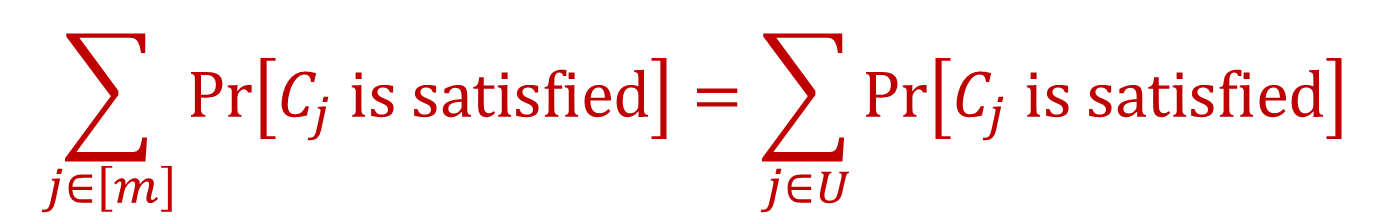 ∑_{j∈[m]} Pr[C_j is satisfied] = ∑_{j∈U} Pr[C_j is satisfied]